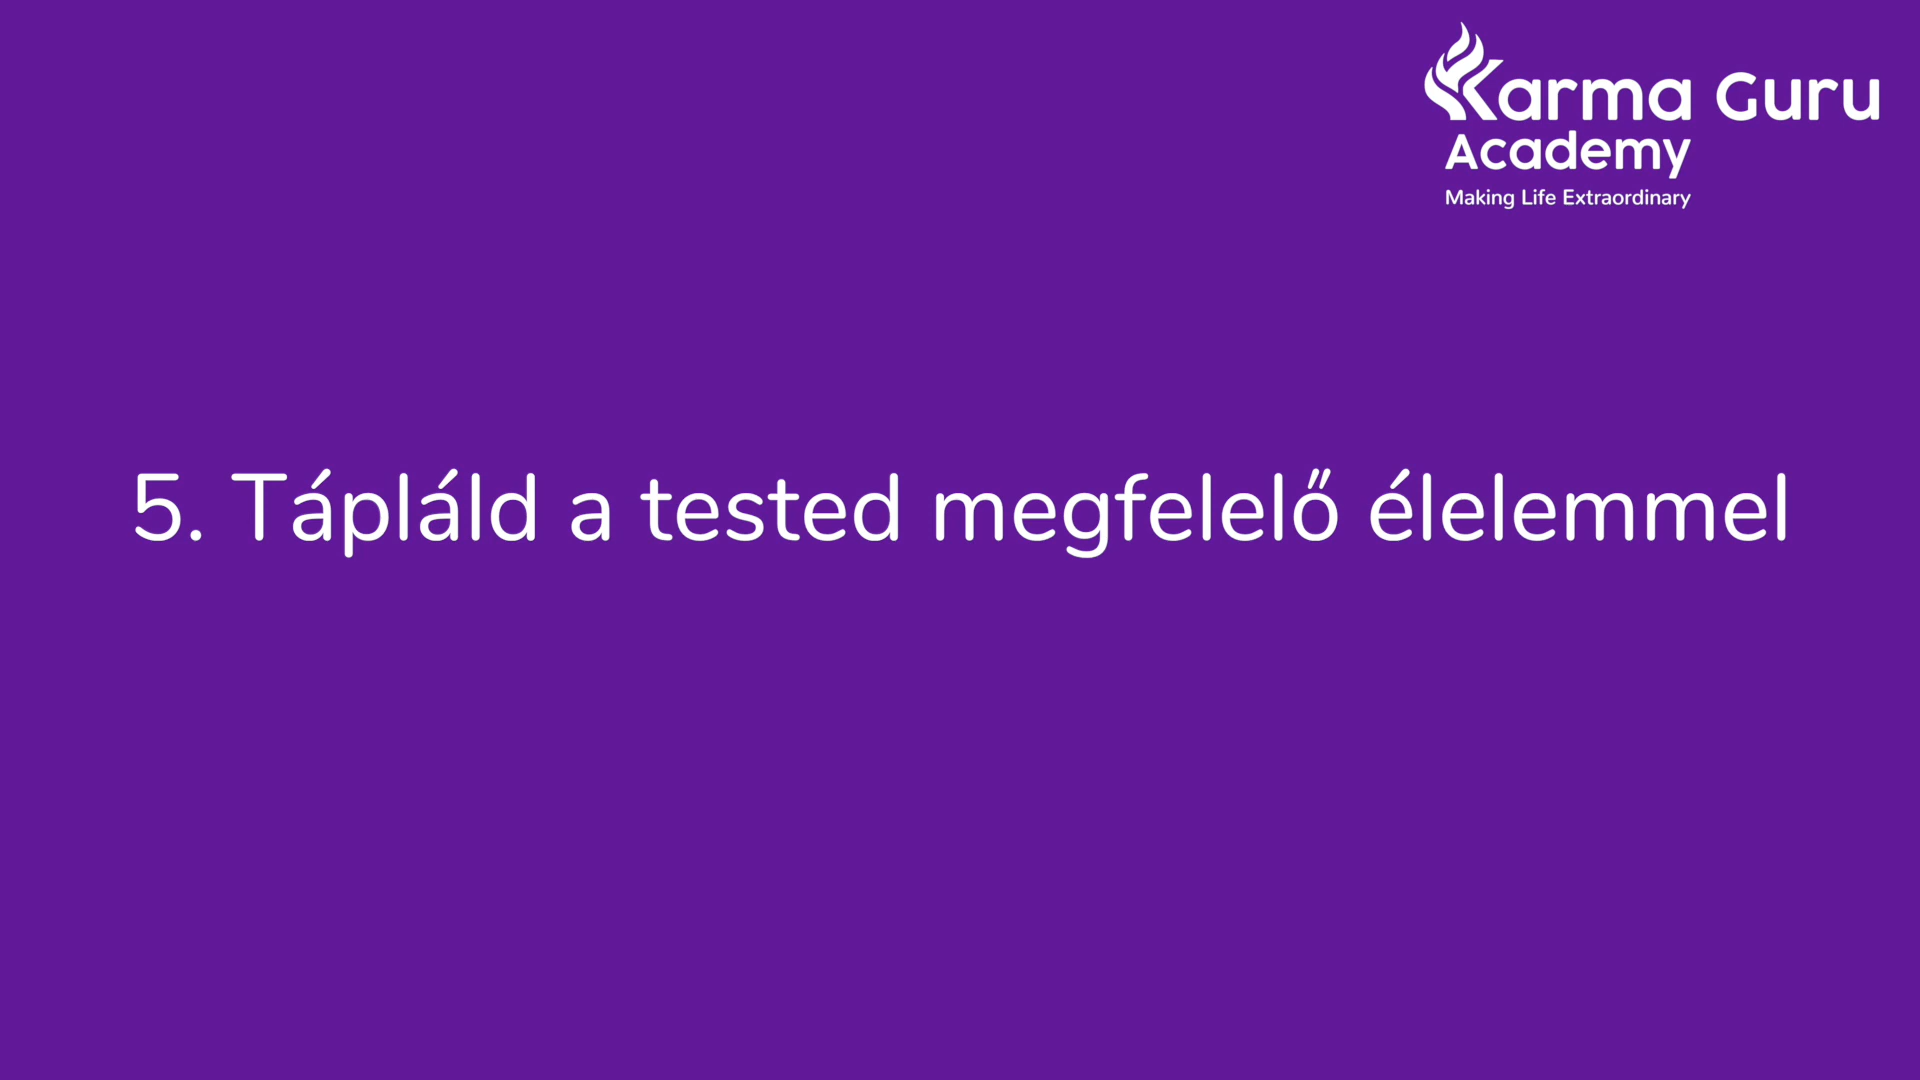 Karma Guru
Academy
Making Life Extraordinary
5. Tápláld a tested megfelelő élelemmel